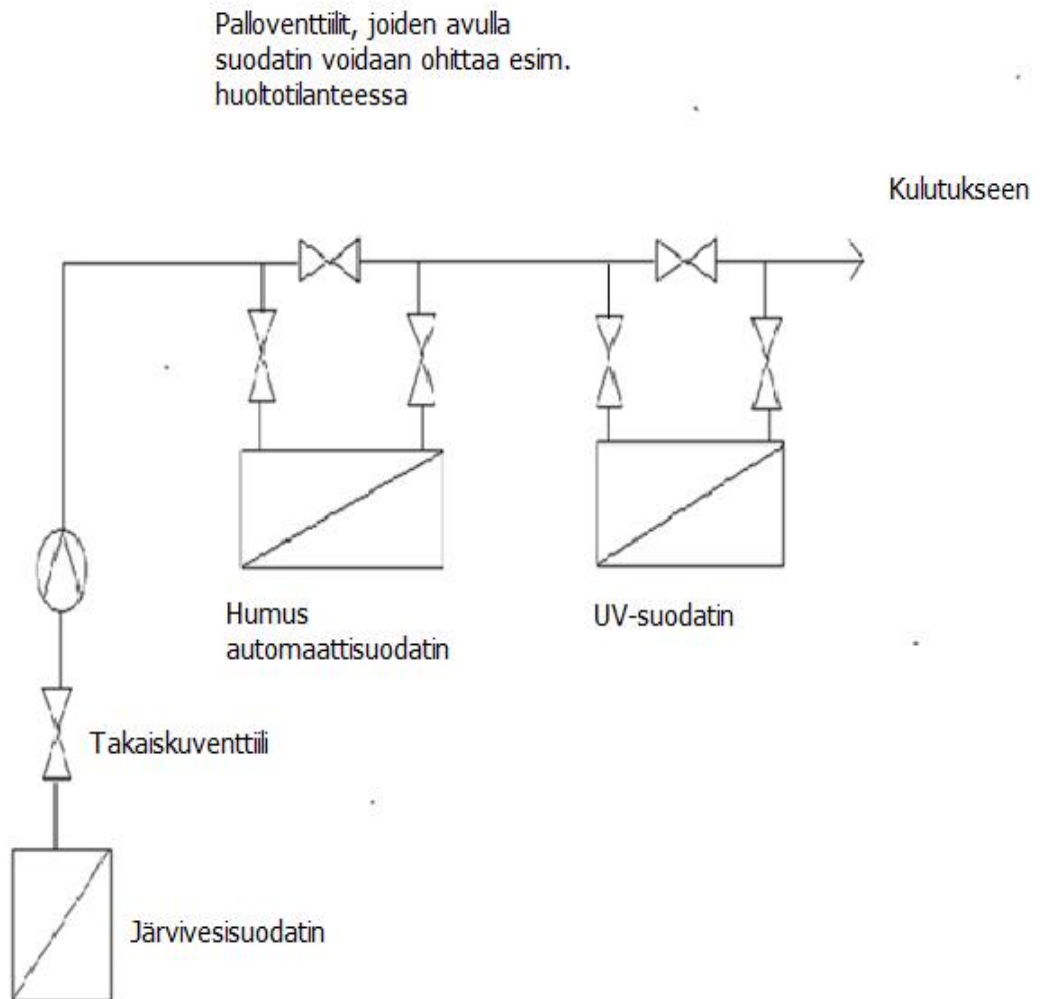 Palloventtiilit, joiden avulla
suodatin voidaan ohittaa esim.
huoltotilanteessa
Kulutukseen
Humus
automaattisuodatin
UV-suodatin
Takaiskuventtiili
Järvivesisuodatin